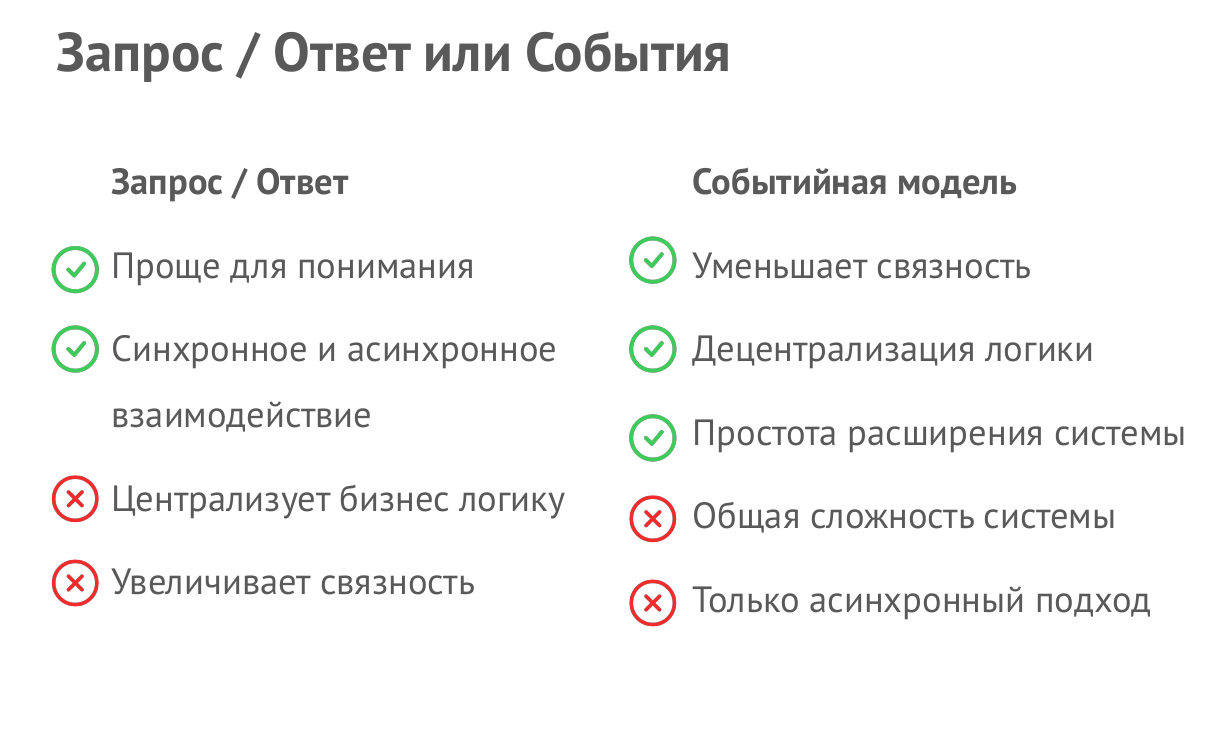 Запрос / Ответ или События
Запрос / Ответ
Проще для понимания
Синхронное и асинхронное
взаимодействие
Централизует бизнес логику
Увеличивает связность
Событийная модель
Уменьшает связность
Децентрализация логики
Простота расширения системы
Общая сложность системы
Только асинхронный подход